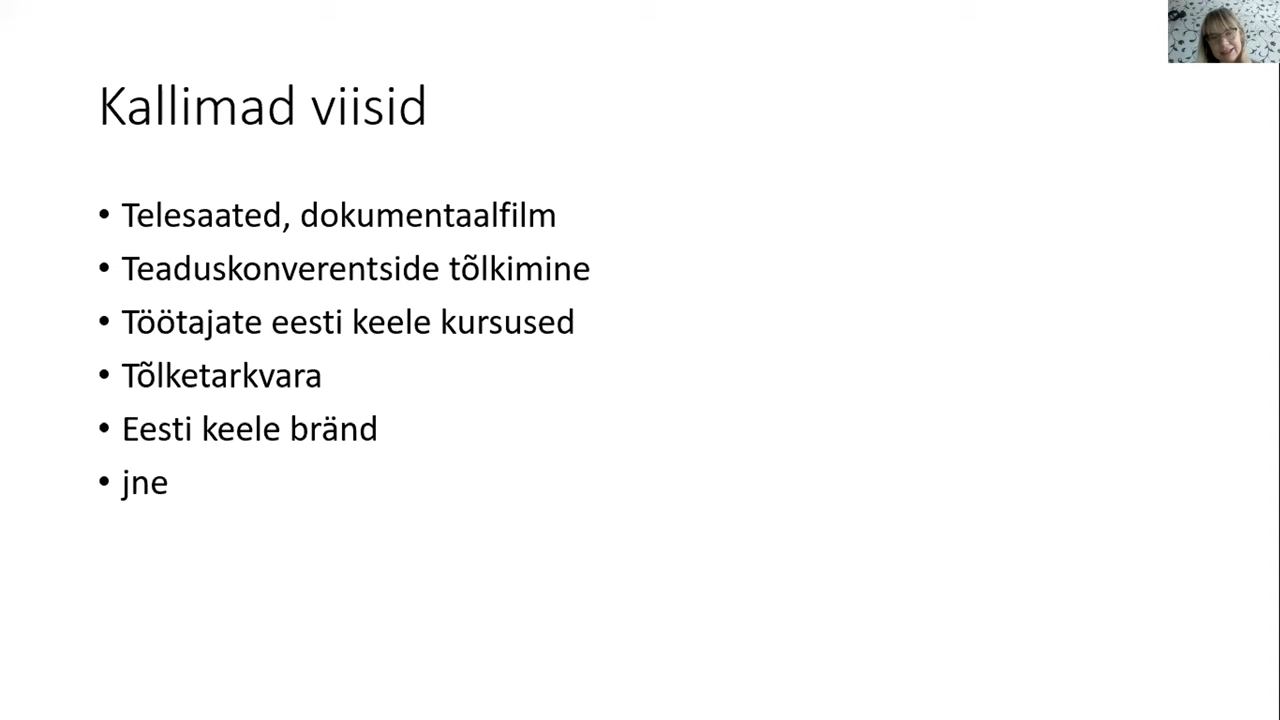 Kallimad viisid
• Telesaated, dokumentaalfilm
• Teaduskonverentside tõlkimine
• Töötajate eesti keele kursused
• Tõlketarkvara
• Eesti keele bränd
• jne